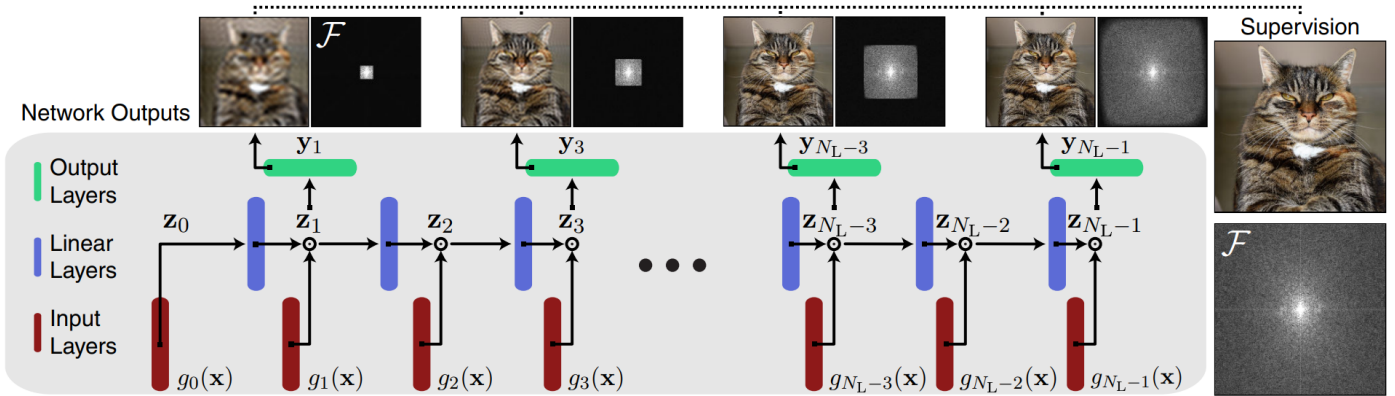 Supervision
ℱ
Network Outputs
y₁ y₃ y_{N_L−3} y_{N_L−1}
Output
Layers
z₀ z₁ z₂ z₃ z_{N_L−3} z_{N_L−2} z_{N_L−1}
Linear
Layers
ℱ
Input
Layers
g₀(x) g₁(x) g₂(x) g₃(x) g_{N_L−3}(x) g_{N_L−2}(x) g_{N_L−1}(x)